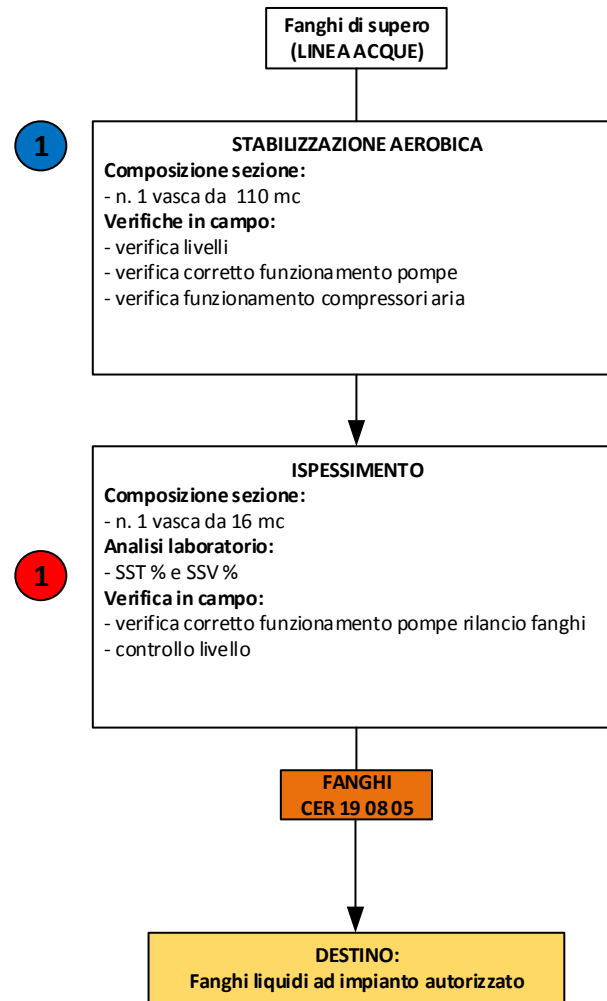 Fanghi di supero
(LINEA ACQUE)
1
STABILIZZAZIONE AEROBICA
Composizione sezione:
- n. 1 vasca da 110 mc
Verifiche in campo:
- verifica livelli
- verifica corretto funzionamento pompe
- verifica funzionamento compressori aria
ISPESSIMENTO
Composizione sezione:
- n. 1 vasca da 16 mc
Analisi laboratorio:
1
- SST % e SSV %
Verifica in campo:
- verifica corretto funzionamento pompe rilancio fanghi
- controllo livello
FANGHI
CER 19 08 05
DESTINO:
Fanghi liquidi ad impianto autorizzato